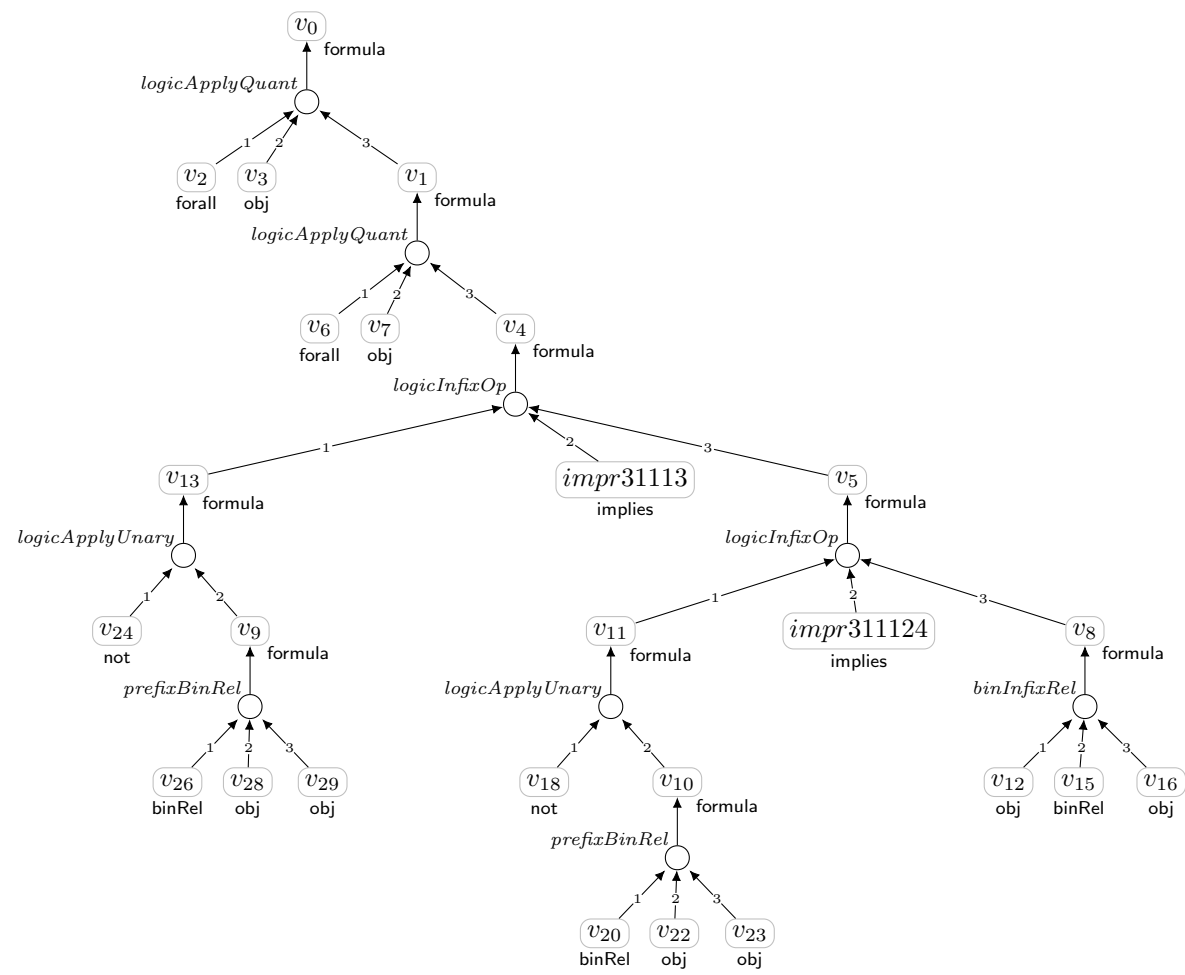 v0
formula
logicApplyQuant
1 2 3
v2 v3 v1
forall obj formula
logicApplyQuant
1 2 3
v6 v7 v4
forall obj formula
logicInfixOp
1 2 3
v13 impr31113 v5
formula implies formula
logicApplyUnary logicInfixOp
1 2 1 2 3
v24 v9 v11 impr311124 v8
not formula formula implies formula
prefixBinRel logicApplyUnary binInfixRel
1 2 3 1 2 1 2 3
v26 v28 v29 v18 v10 v12 v15 v16
binRel obj obj not formula obj binRel obj
prefixBinRel
1 2 3
v20 v22 v23
binRel obj obj